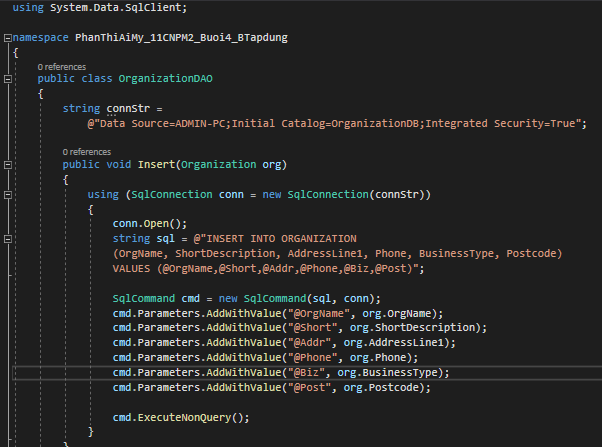 using System.Data.SqlClient;
namespace PhanThiAiMy_11CNPM2_Buoi4_BTapdung
{
0 references
public class OrganizationDAO
{
string connStr =
@"Data Source=ADMIN-PC;Initial Catalog=OrganizationDB;Integrated Security=True";
0 references
public void Insert(Organization org)
{
using (SqlConnection conn = new SqlConnection(connStr))
{
conn.Open();
string sql = @"INSERT INTO ORGANIZATION
(OrgName, ShortDescription, AddressLine1, Phone, BusinessType, Postcode)
VALUES (@OrgName,@Short,@Addr,@Phone,@Biz,@Post)";
SqlCommand cmd = new SqlCommand(sql, conn);
cmd.Parameters.AddWithValue("@OrgName", org.OrgName);
cmd.Parameters.AddWithValue("@Short", org.ShortDescription);
cmd.Parameters.AddWithValue("@Addr", org.AddressLine1);
cmd.Parameters.AddWithValue("@Phone", org.Phone);
cmd.Parameters.AddWithValue("@Biz", org.BusinessType);
cmd.Parameters.AddWithValue("@Post", org.Postcode);
cmd.ExecuteNonQuery();
}
}